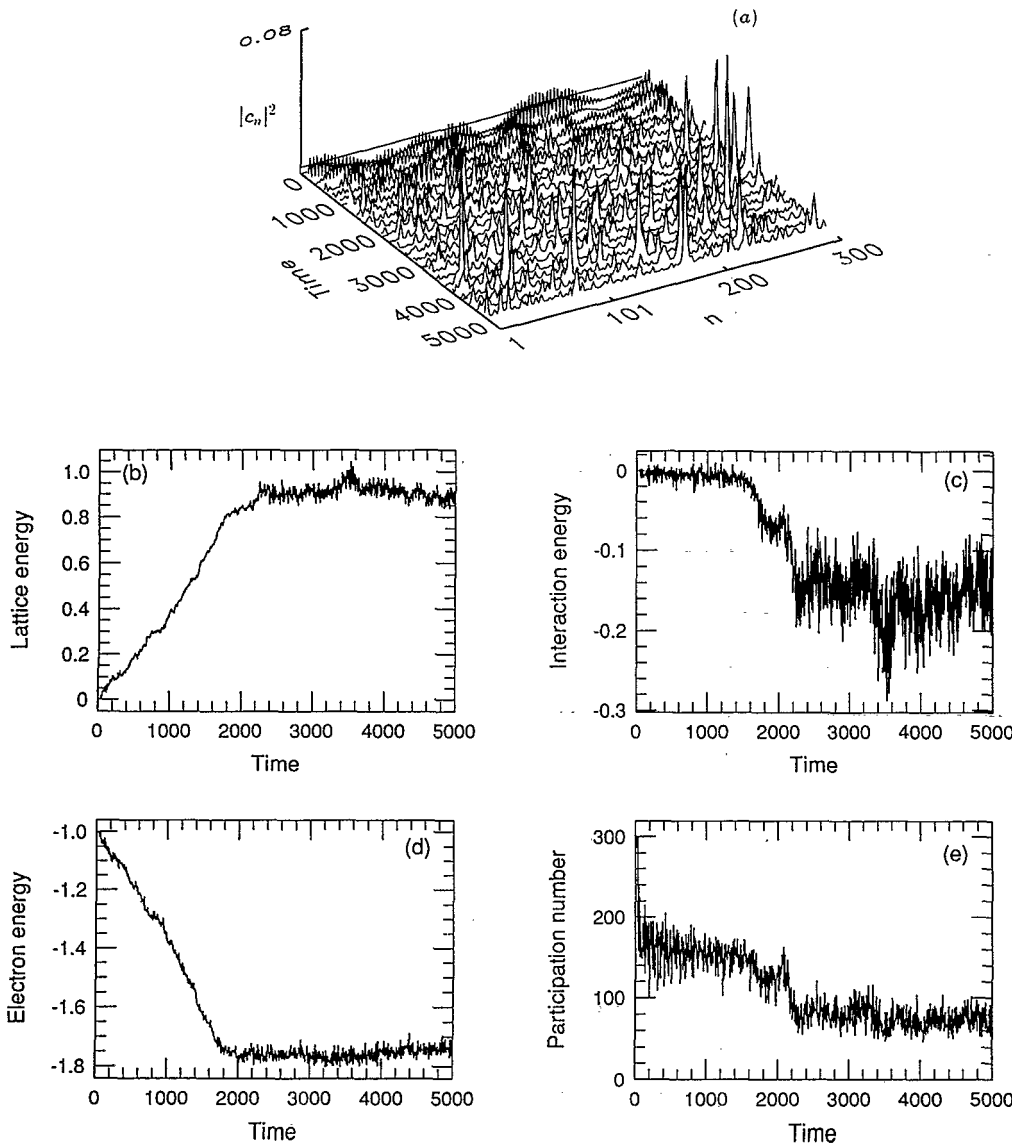 (a)
0.08
|cₙ|²
0
1000
2000
3000
4000
5000
Time
1
101
200
300
n
(b)
1.0
0.8
0.6
0.4
0.2
0
Lattice energy
0 1000 2000 3000 4000 5000
Time
(c)
0
-0.1
-0.2
-0.3
Interaction energy
0 1000 2000 3000 4000 5000
Time
(d)
-1.0
-1.2
-1.4
-1.6
-1.8
Electron energy
0 1000 2000 3000 4000 5000
Time
(e)
300
200
100
0
Participation number
0 1000 2000 3000 4000 5000
Time